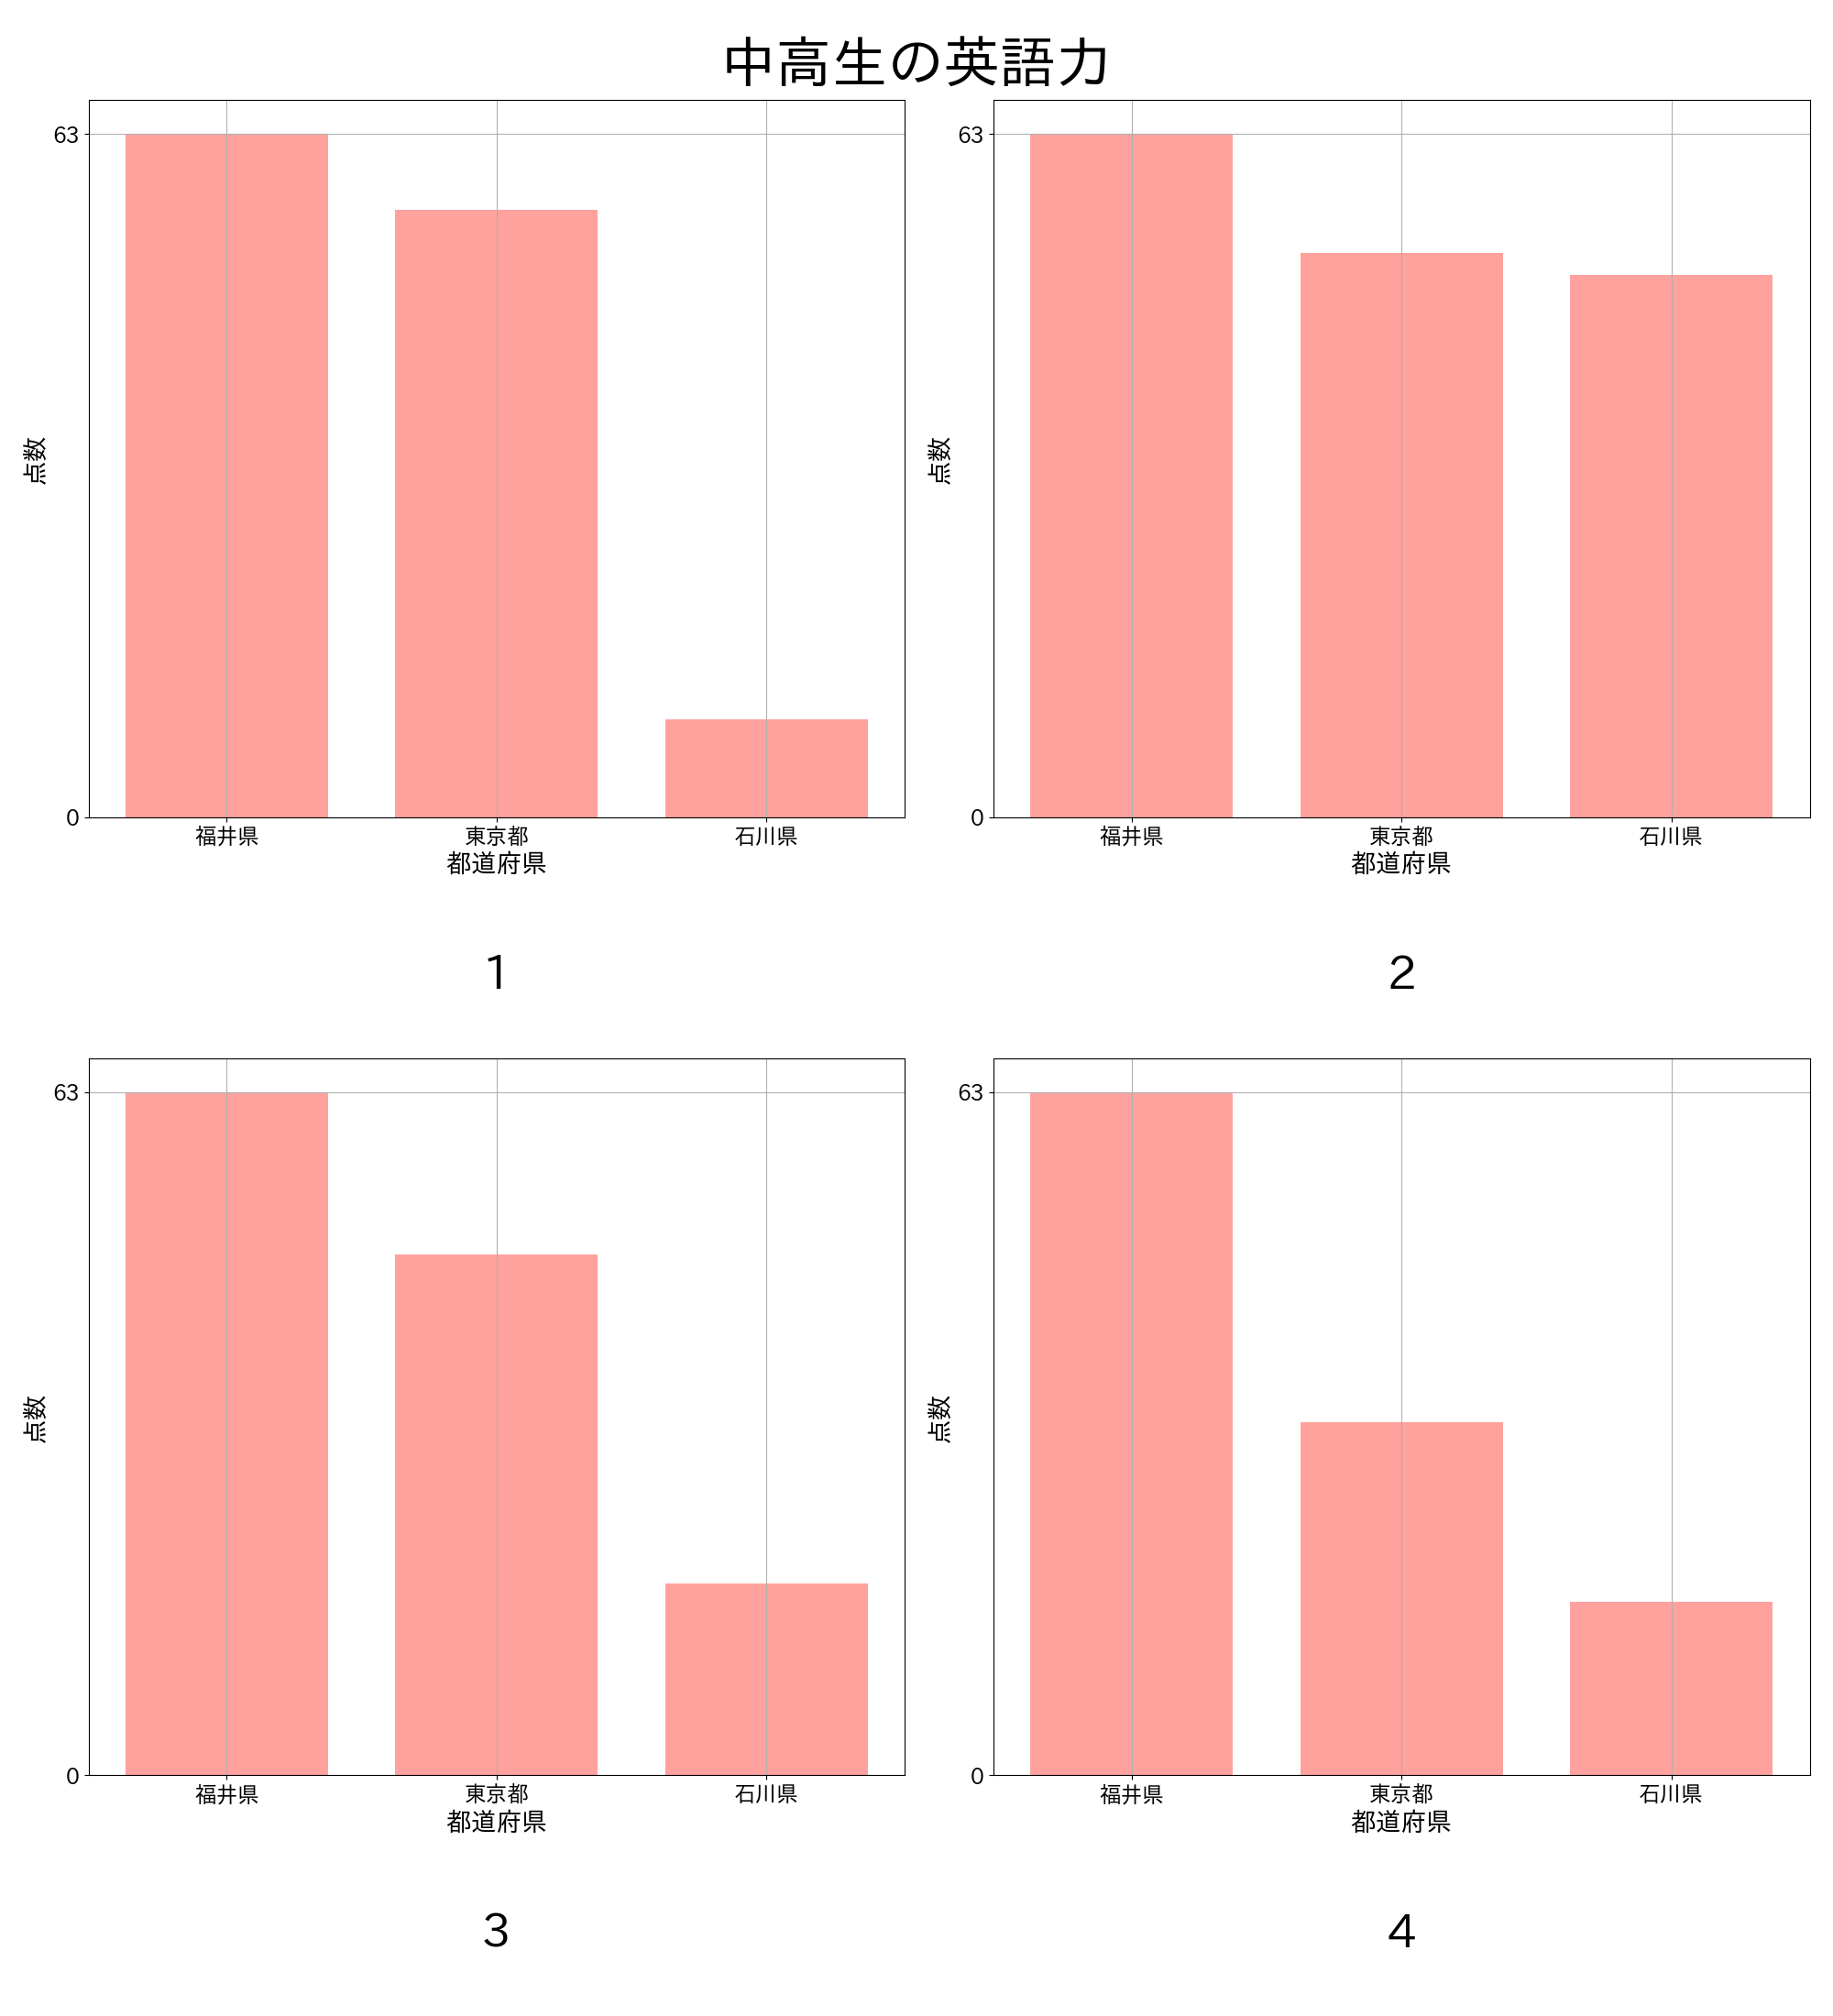 中高生の英語力
63
点数
0
福井県 東京都 石川県
都道府県
1
63
点数
0
福井県 東京都 石川県
都道府県
2
63
点数
0
福井県 東京都 石川県
都道府県
3
63
点数
0
福井県 東京都 石川県
都道府県
4